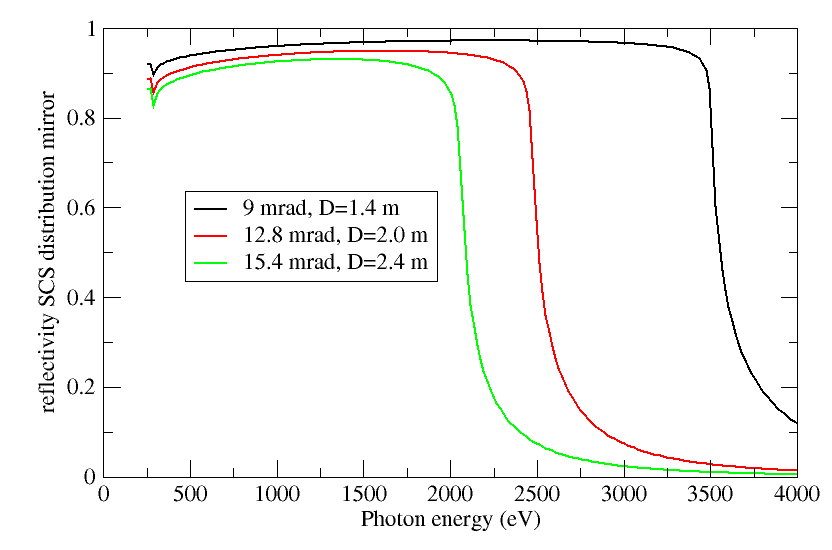 reflectivity SCS distribution mirror
1
0.8
0.6
0.4
0.2
0
9 mrad, D=1.4 m
12.8 mrad, D=2.0 m
15.4 mrad, D=2.4 m
0 500 1000 1500 2000 2500 3000 3500 4000
Photon energy (eV)